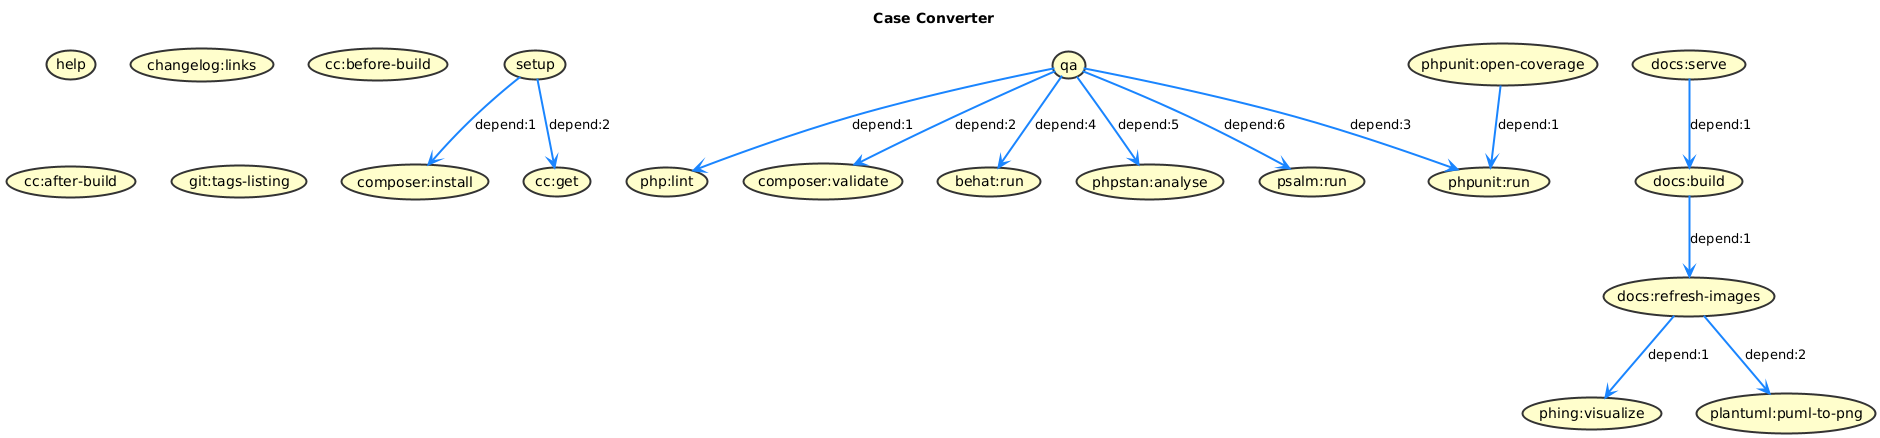 Case Converter
help
changelog:links
cc:before-build
setup
qa
phpunit:open-coverage
docs:serve
depend:1
depend:2
depend:1
depend:2
depend:4
depend:5
depend:6
depend:3
depend:1
depend:1
cc:after-build
git:tags-listing
composer:install
cc:get
php:lint
composer:validate
behat:run
phpstan:analyse
psalm:run
phpunit:run
docs:build
depend:1
docs:refresh-images
depend:1
depend:2
phing:visualize
plantuml:puml-to-png